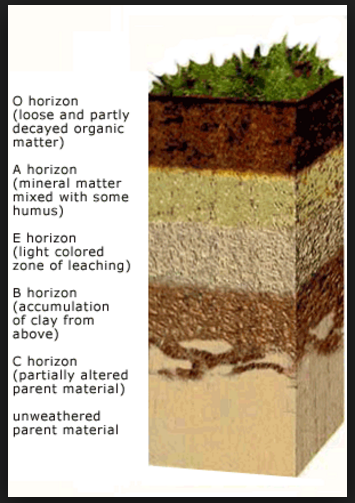 O horizon
(loose and partly
decayed organic
matter)
A horizon
(mineral matter
mixed with some
humus)
E horizon
(light colored
zone of leaching)
B horizon
(accumulation
of clay from
above)
C horizon
(partially altered
parent material)
unweathered
parent material